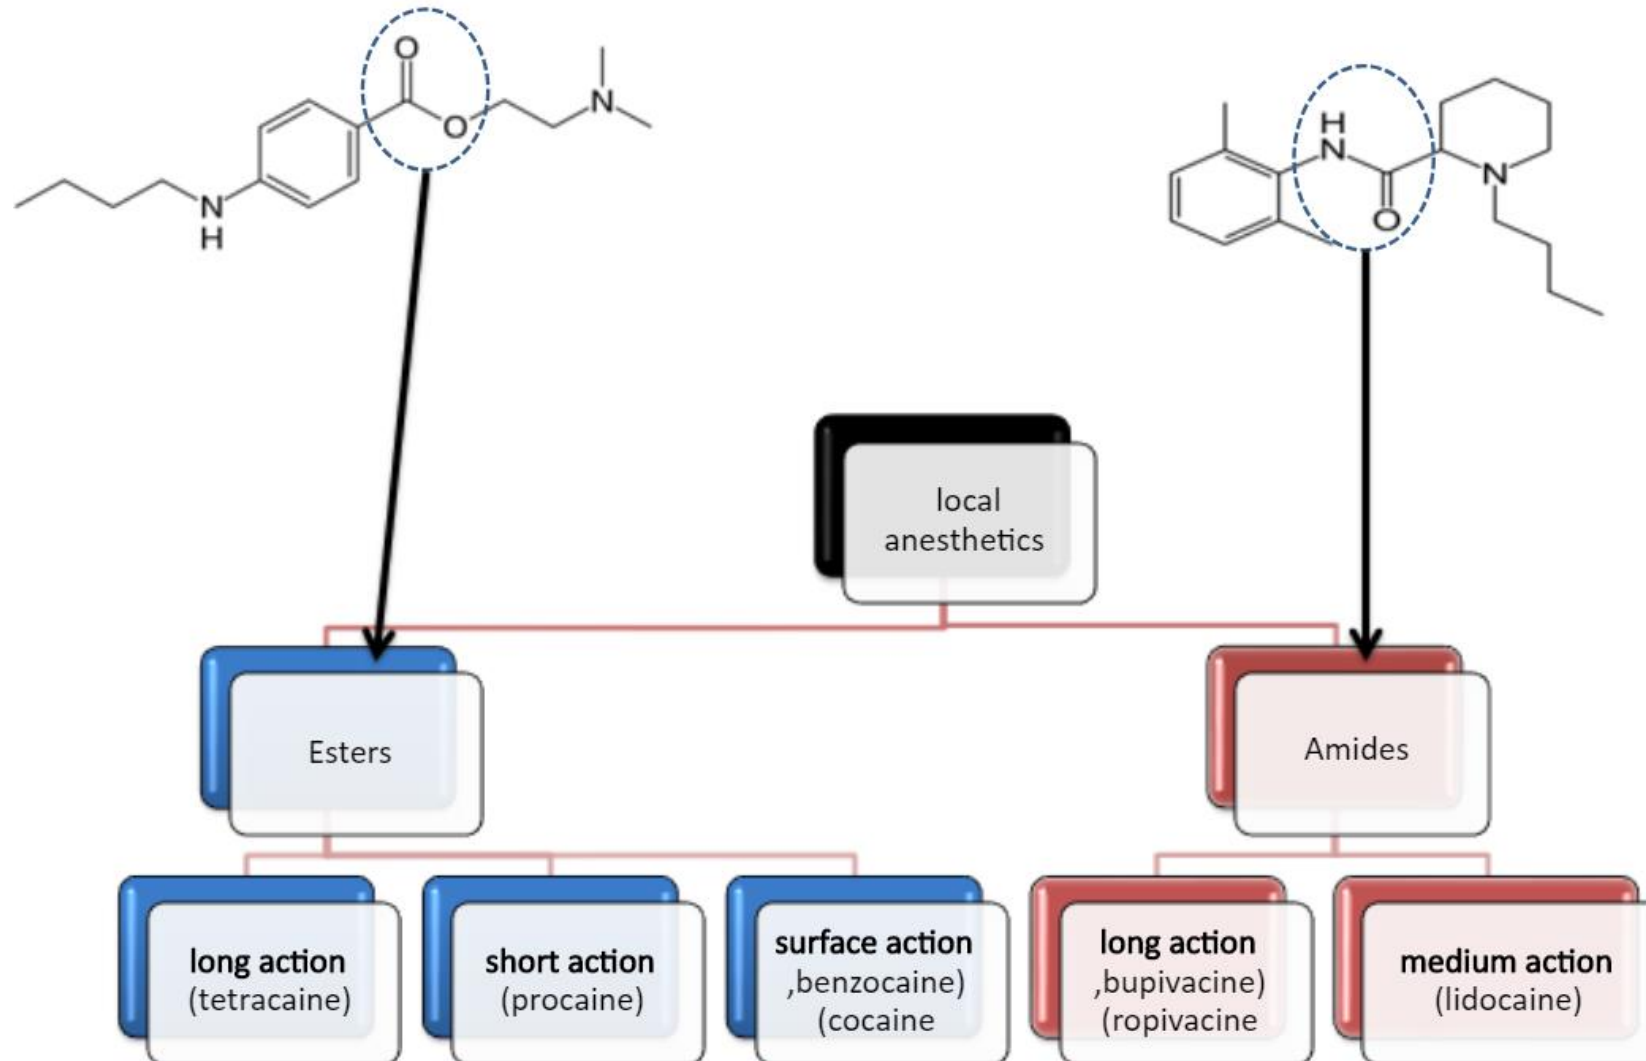 O
O
N
N
H
H
N
O
N
local
anesthetics
Esters
Amides
long action
(tetracaine)
short action
(procaine)
surface action
,benzocaine)
(cocaine
long action
,bupivacine)
(ropivacine
medium action
(lidocaine)